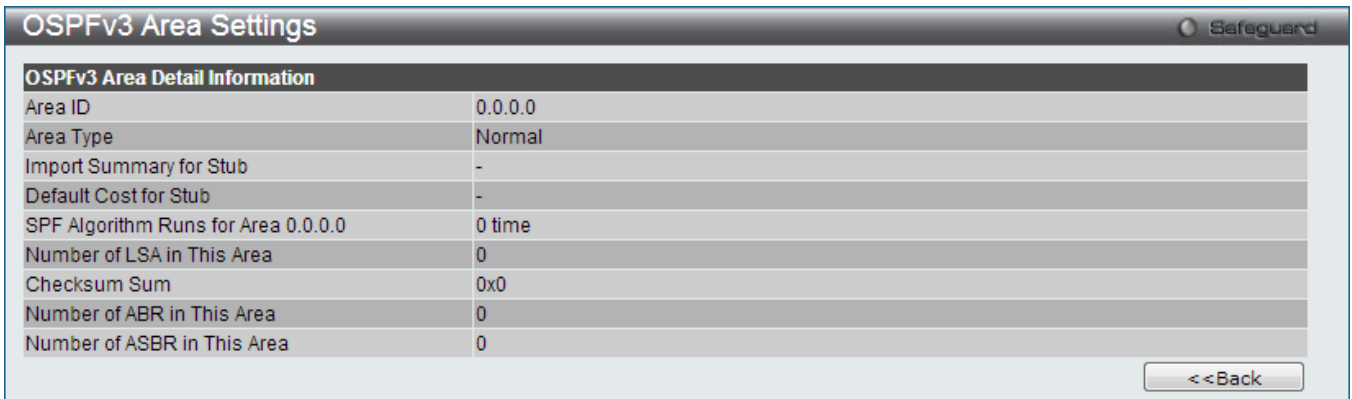 OSPFv3 Area Settings
Safeguard
OSPFv3 Area Detail Information
Area ID 0.0.0.0
Area Type Normal
Import Summary for Stub -
Default Cost for Stub -
SPF Algorithm Runs for Area 0.0.0.0 0 time
Number of LSA in This Area 0
Checksum Sum 0x0
Number of ABR in This Area 0
Number of ASBR in This Area 0
<<Back